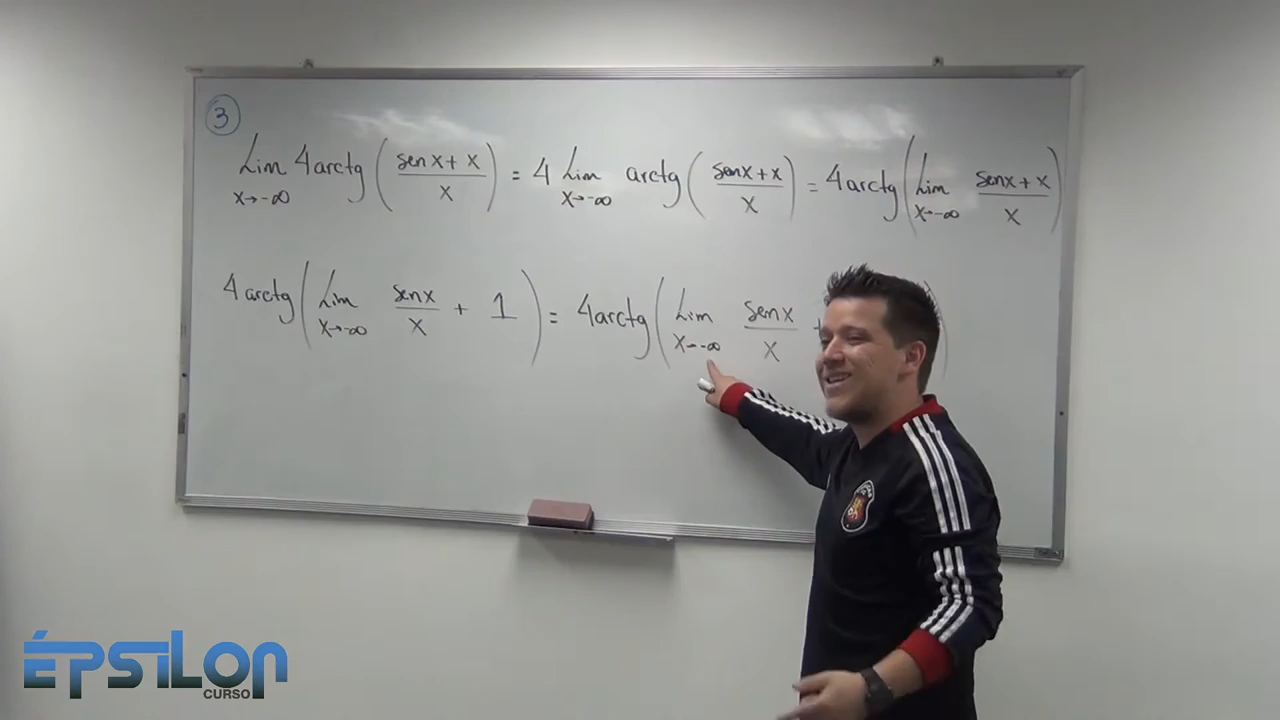 3
Lim 4arctg (senx + x / x) = 4 Lim arctg (senx + x / x) = 4arctg (Lim senx + x / x)
x→-∞ x→-∞ x→-∞
4arctg (Lim senx / x + 1) = 4arctg (Lim senx / x +
x→-∞ x→-∞
ÉPSILON
CURSO